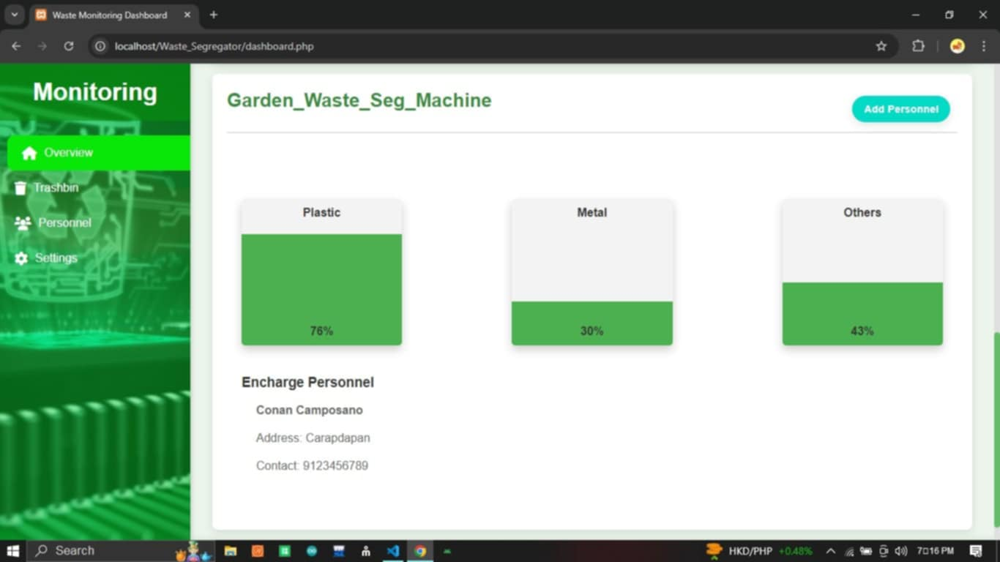 Waste Monitoring Dashboard
localhost/Waste_Segregator/dashboard.php
Monitoring
Overview
Trashbin
Personnel
Settings
Garden_Waste_Seg_Machine
Add Personnel
Plastic
Metal
Others
76%
30%
43%
Encharge Personnel
Conan Camposano
Address: Carapdapan
Contact: 9123456789
Search
HKD/PHP +0.48%
7□16 PM